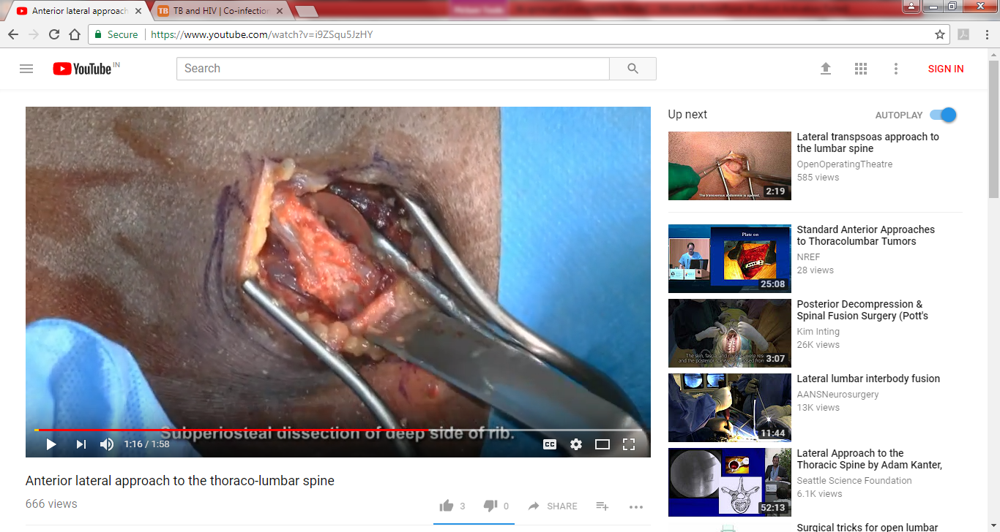 Anterior lateral approach
TB and HIV | Co-infection
Secure
https://www.youtube.com/watch?v=i9ZSqu5JzHY
YouTube IN
Search
SIGN IN
Subperiosteal dissection of deep side of rib.
1:16 / 1:58
CC
Anterior lateral approach to the thoraco-lumbar spine
666 views
3
0
SHARE
Up next
AUTOPLAY
The transversus abdominis is opened.
2:19
Lateral transpsoas approach to
the lumbar spine
OpenOperatingTheatre
585 views
Plate on
25:08
Standard Anterior Approaches
to Thoracolumbar Tumors
NREF
28 views
The skin, fascia, and muscles were res
and the posterior spine was exposed from
3:07
Posterior Decompression &
Spinal Fusion Surgery (Pott's
Kim Inting
26K views
11:44
Lateral lumbar interbody fusion
AANSNeurosurgery
13K views
52:13
Lateral Approach to the
Thoracic Spine by Adam Kanter,
Seattle Science Foundation
6.1K views
Surgical tricks for open lumbar